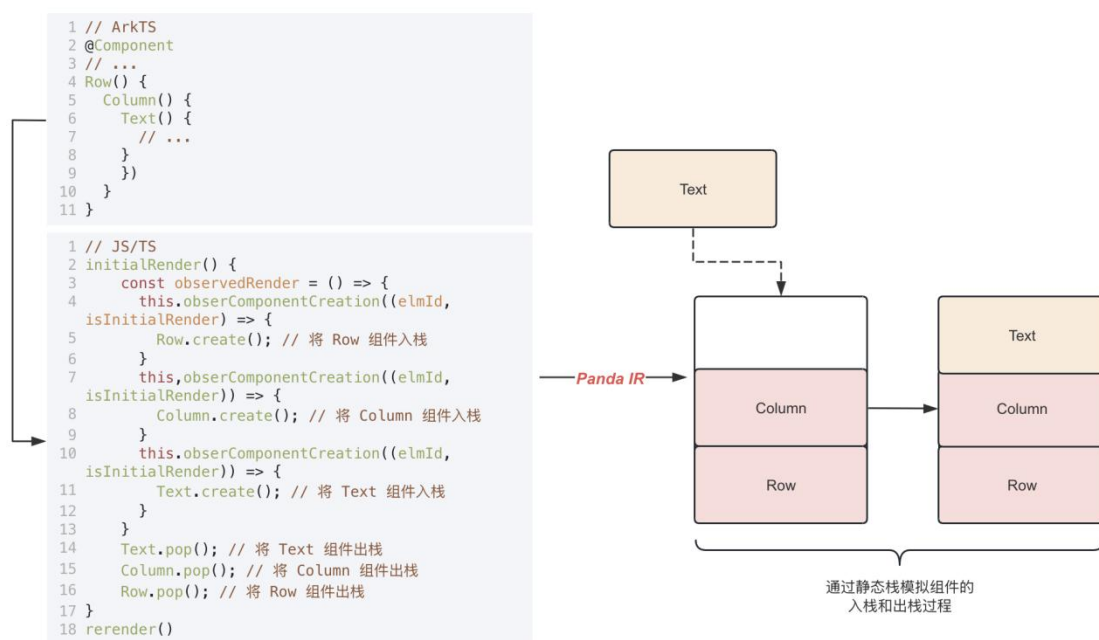 1 // ArkTS
2 @Component
3 // ...
4 Row() {
5 Column() {
6 Text() {
7 // ...
8 }
9 })
10 }
11 }
1 // JS/TS
2 initialRender() {
3 const observedRender = () => {
4 this.obserComponentCreation((elmId,
isInitialRender) => {
5 Row.create(); // 将 Row 组件入栈
6 }
7 this,obserComponentCreation((elmId,
isInitialRender)) => {
8 Column.create(); // 将 Column 组件入栈
9 }
10 this.obserComponentCreation((elmId,
isInitialRender)) => {
11 Text.create(); // 将 Text 组件入栈
12 }
13 }
14 Text.pop(); // 将 Text 组件出栈
15 Column.pop(); // 将 Column 组件出栈
16 Row.pop(); // 将 Row 组件出栈
17 }
18 rerender()
Panda IR
Text
Column
Row
Text
Column
Row
通过静态栈模拟组件的
入栈和出栈过程